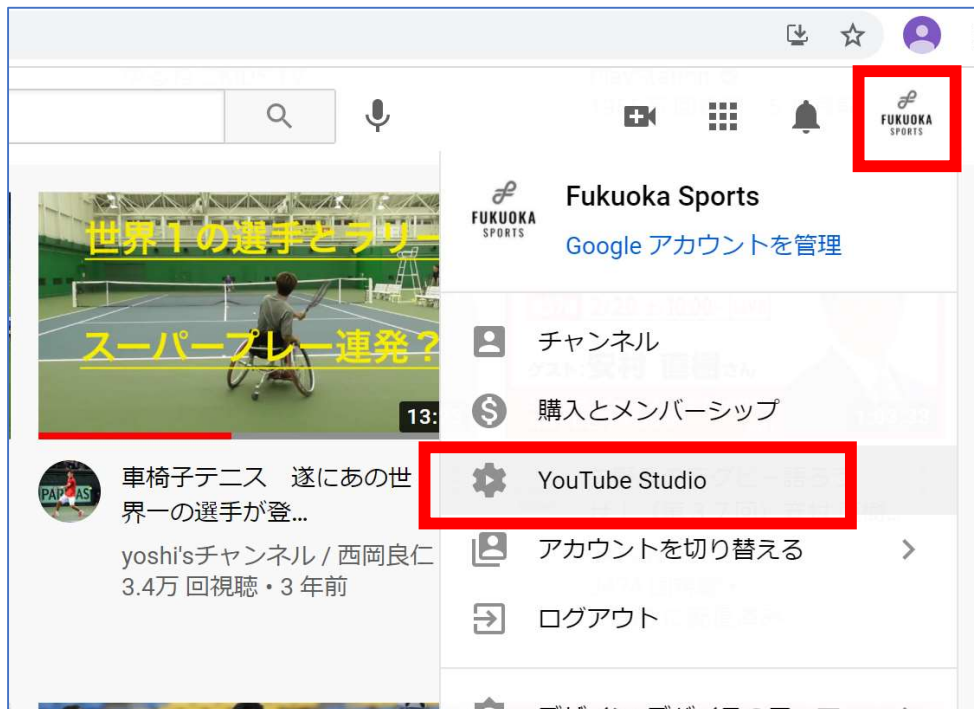 FUKUOKA
SPORTS
世界1の選手とラリー
スーパープレー連発?
13:
PAPAS
車椅子テニス 遂にあの世
界一の選手が登...
yoshi'sチャンネル / 西岡良仁
3.4万 回視聴・3 年前
FUKUOKA
SPORTS
Fukuoka Sports
Google アカウントを管理
チャンネル
購入とメンバーシップ
YouTube Studio
アカウントを切り替える
ログアウト